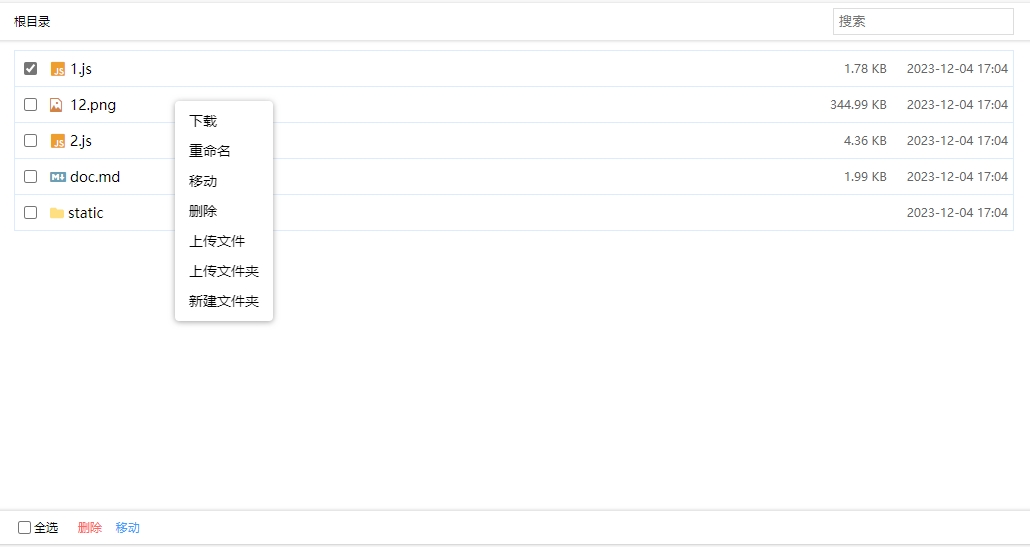 根目录
搜索
1.js 1.78 KB 2023-12-04 17:04
12.png 344.99 KB 2023-12-04 17:04
2.js 4.36 KB 2023-12-04 17:04
doc.md 1.99 KB 2023-12-04 17:04
static 2023-12-04 17:04
下载
重命名
移动
删除
上传文件
上传文件夹
新建文件夹
全选 删除 移动